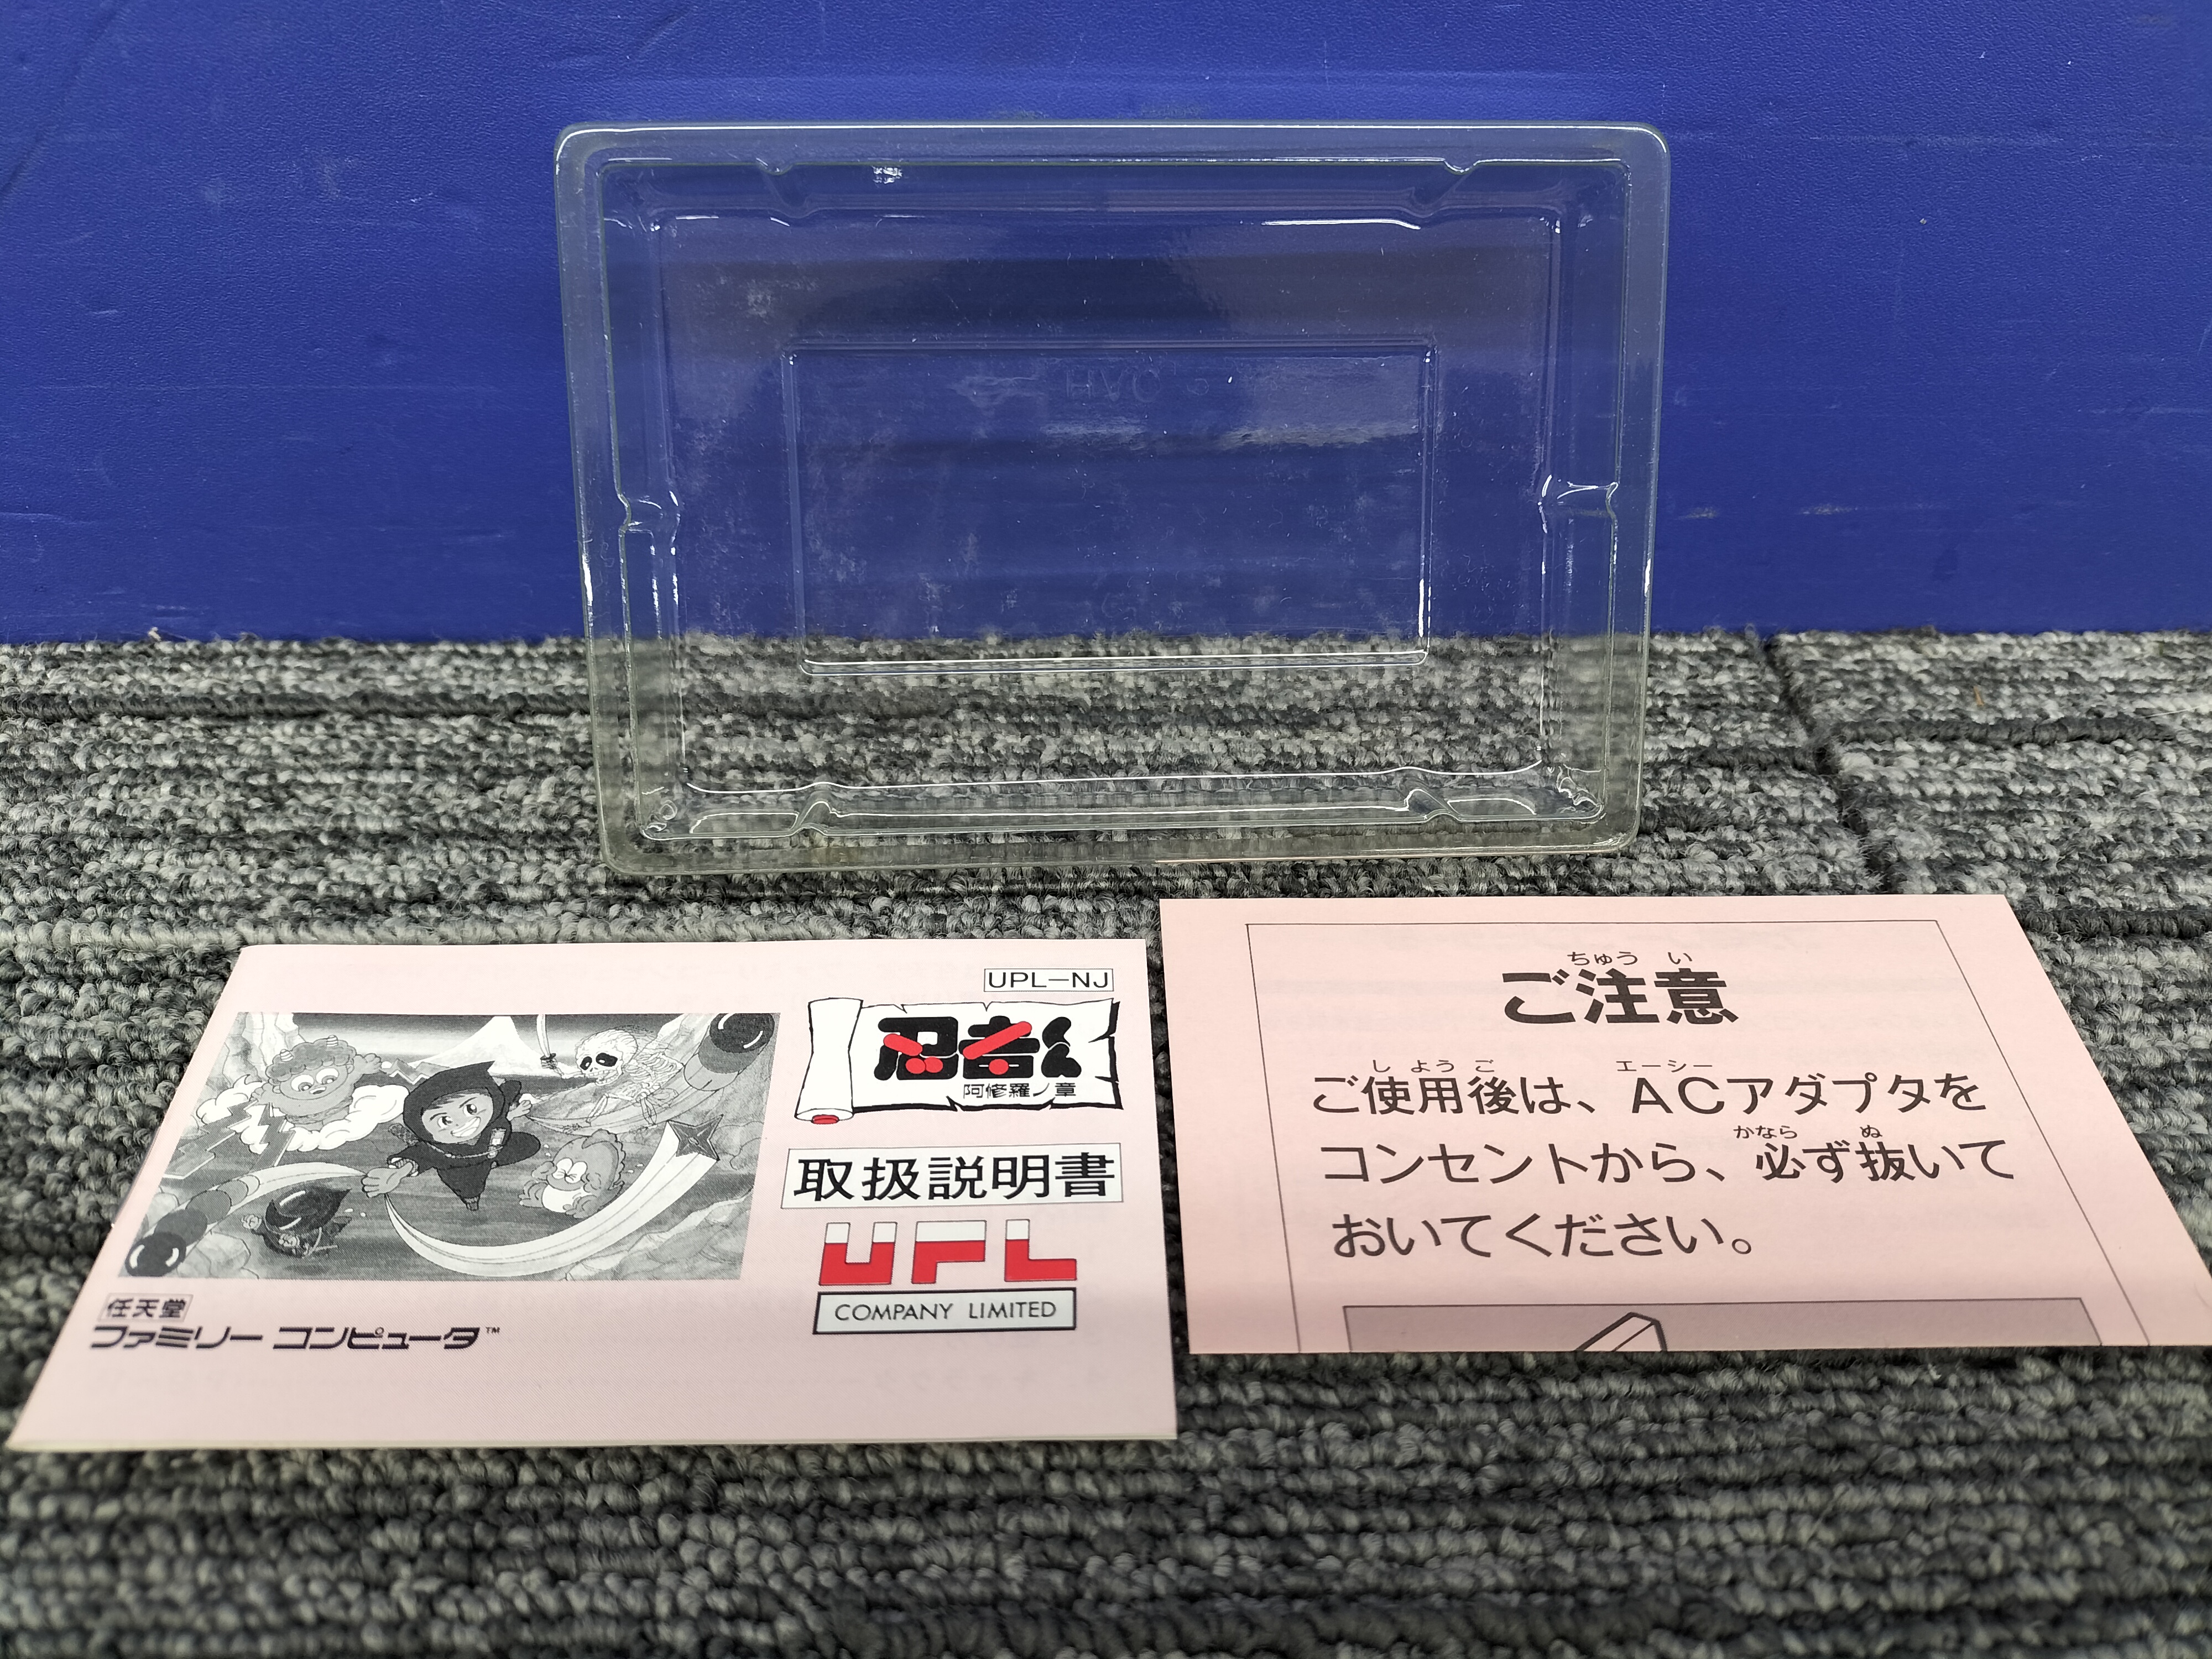 UPL-NJ
忍者くん
阿修羅ノ章
取扱説明書
UPL
COMPANY LIMITED
任天堂
ファミリー コンピュータ™
ちゅう い
ご注意
し よう ご エーシー
ご使用後は、ACアダプタを
かなら ぬ
コンセントから、必ず抜いて
おいてください。